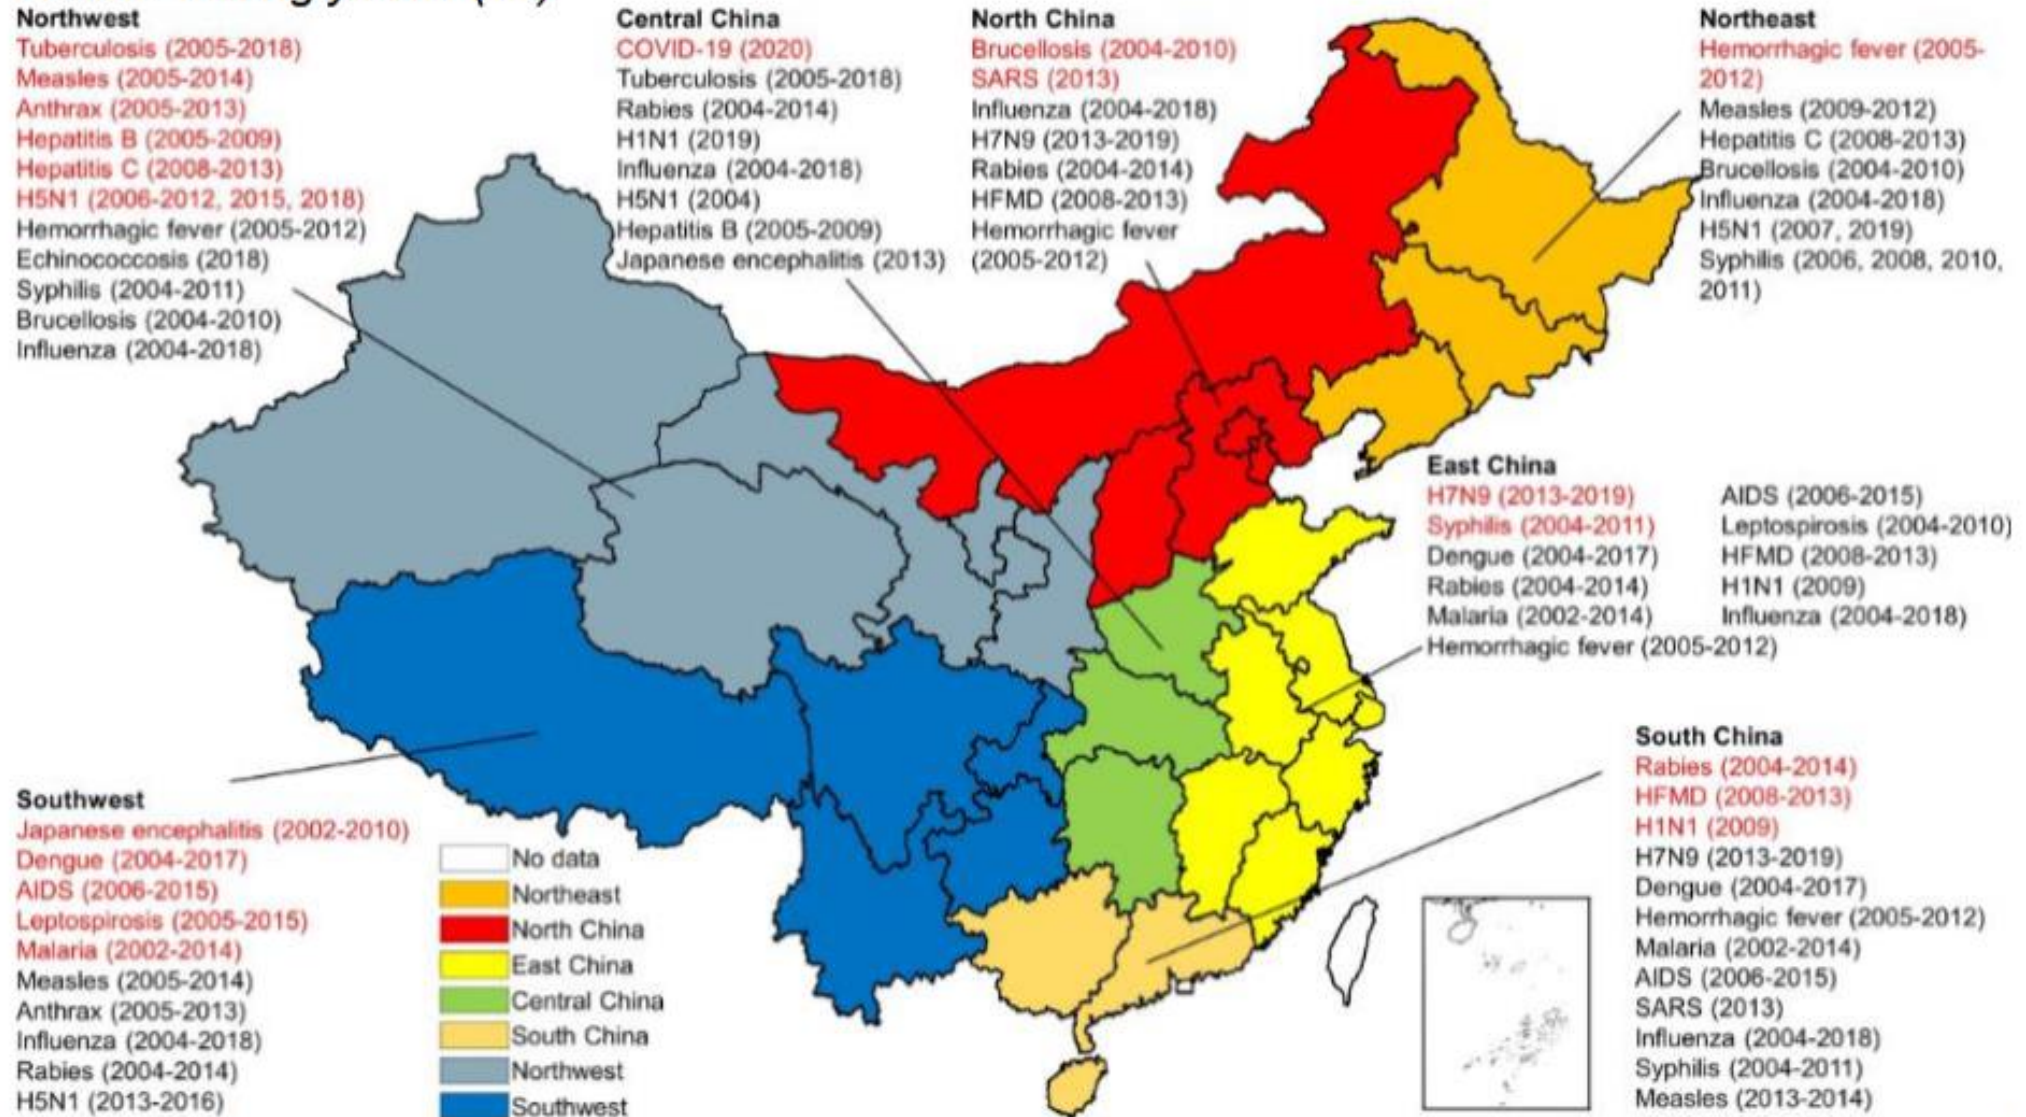 Northwest
Tuberculosis (2005-2018)
Measles (2005-2014)
Anthrax (2005-2013)
Hepatitis B (2005-2009)
Hepatitis C (2008-2013)
H5N1 (2006-2012, 2015, 2018)
Hemorrhagic fever (2005-2012)
Echinococcosis (2018)
Syphilis (2004-2011)
Brucellosis (2004-2010)
Influenza (2004-2018)
Central China
COVID-19 (2020)
Tuberculosis (2005-2018)
Rabies (2004-2014)
H1N1 (2019)
Influenza (2004-2018)
H5N1 (2004)
Hepatitis B (2005-2009)
Japanese encephalitis (2013)
North China
Brucellosis (2004-2010)
SARS (2013)
Influenza (2004-2018)
H7N9 (2013-2019)
Rabies (2004-2014)
HFMD (2008-2013)
Hemorrhagic fever
(2005-2012)
Northeast
Hemorrhagic fever (2005-
2012)
Measles (2009-2012)
Hepatitis C (2008-2013)
Brucellosis (2004-2010)
Influenza (2004-2018)
H5N1 (2007, 2019)
Syphilis (2006, 2008, 2010,
2011)
East China
H7N9 (2013-2019)
Syphilis (2004-2011)
Dengue (2004-2017)
Rabies (2004-2014)
Malaria (2002-2014)
Hemorrhagic fever (2005-2012)
AIDS (2006-2015)
Leptospirosis (2004-2010)
HFMD (2008-2013)
H1N1 (2009)
Influenza (2004-2018)
South China
Rabies (2004-2014)
HFMD (2008-2013)
H1N1 (2009)
H7N9 (2013-2019)
Dengue (2004-2017)
Hemorrhagic fever (2005-2012)
Malaria (2002-2014)
AIDS (2006-2015)
SARS (2013)
Influenza (2004-2018)
Syphilis (2004-2011)
Measles (2013-2014)
Southwest
Japanese encephalitis (2002-2010)
Dengue (2004-2017)
AIDS (2006-2015)
Leptospirosis (2005-2015)
Malaria (2002-2014)
Measles (2005-2014)
Anthrax (2005-2013)
Influenza (2004-2018)
Rabies (2004-2014)
H5N1 (2013-2016)
No data
Northeast
North China
East China
Central China
South China
Northwest
Southwest